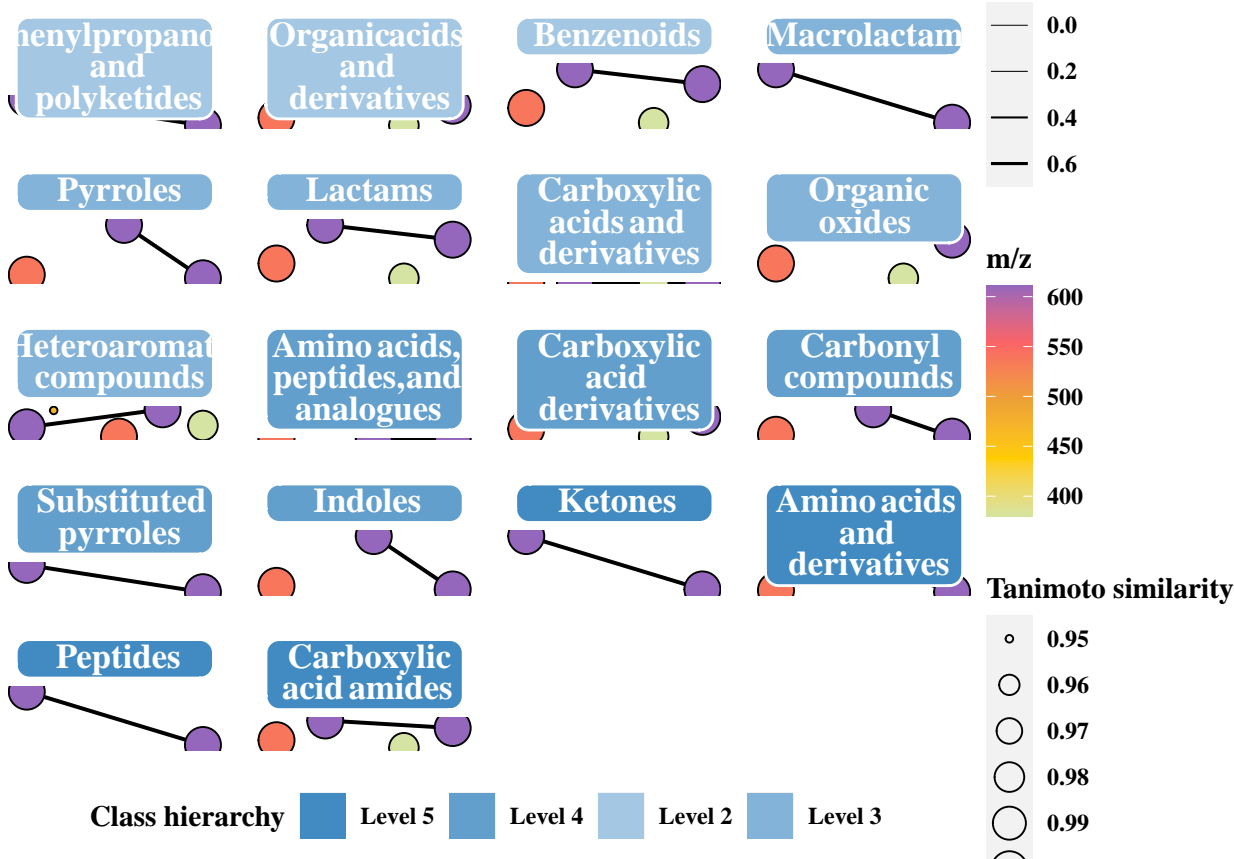 henylpropano
and
polyketides
Organicacids
and
derivatives
Benzenoids
Macrolactam
Pyrroles
Lactams
Carboxylic
acids and
derivatives
Organic
oxides
Heteroaromat
compounds
Amino acids,
peptides,and
analogues
Carboxylic
acid
derivatives
Carbonyl
compounds
Substituted
pyrroles
Indoles
Ketones
Amino acids
and
derivatives
Peptides
Carboxylic
acid amides
0.0
0.2
0.4
0.6
m/z
600
550
500
450
400
Tanimoto similarity
0.95
0.96
0.97
0.98
0.99
Class hierarchy
Level 5
Level 4
Level 2
Level 3